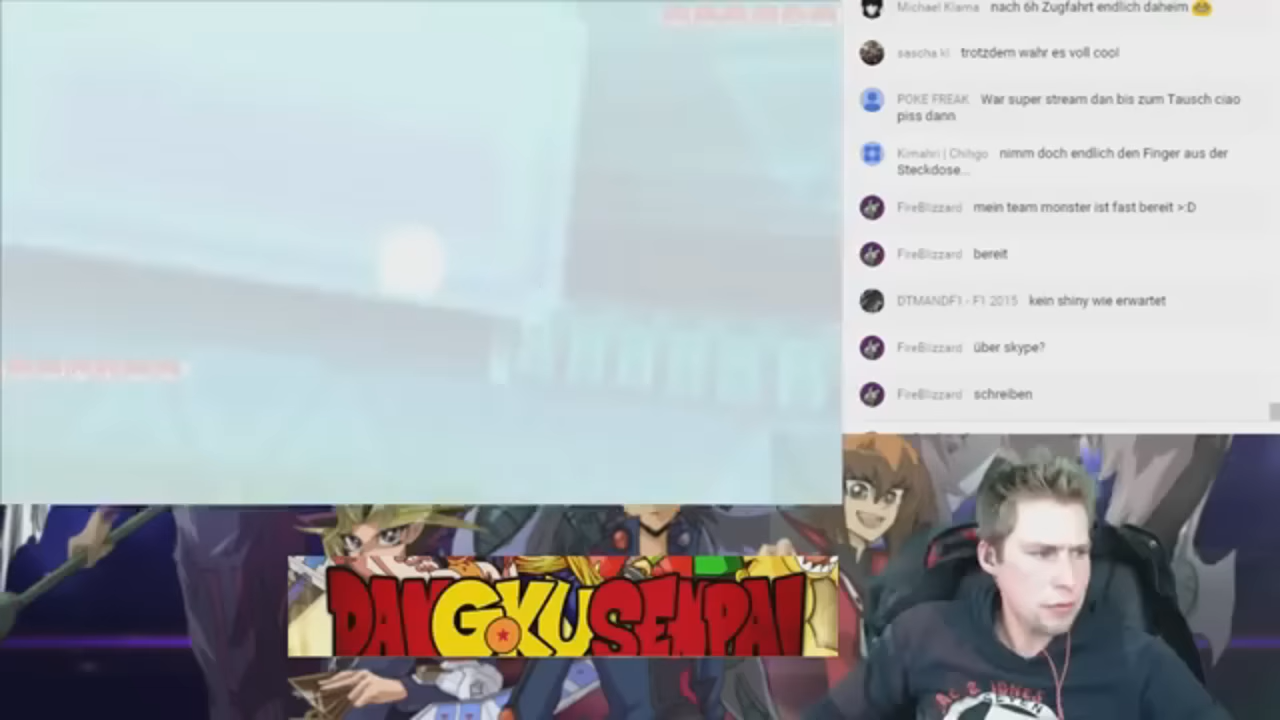 Michael Klama nach 6h Zugfahrt endlich daheim
sascha kl trotzdem wahr es voll cool
POKE FREAK War super stream dan bis zum Tausch ciao
piss dann
Kimahri | Chihgo nimm doch endlich den Finger aus der
Steckdose...
FireBlizzard mein team monster ist fast bereit >:D
FireBlizzard bereit
DTMANDF1 - F1 2015 kein shiny wie erwartet
FireBlizzard über skype?
FireBlizzard schreiben
DANGOKUSENPAI